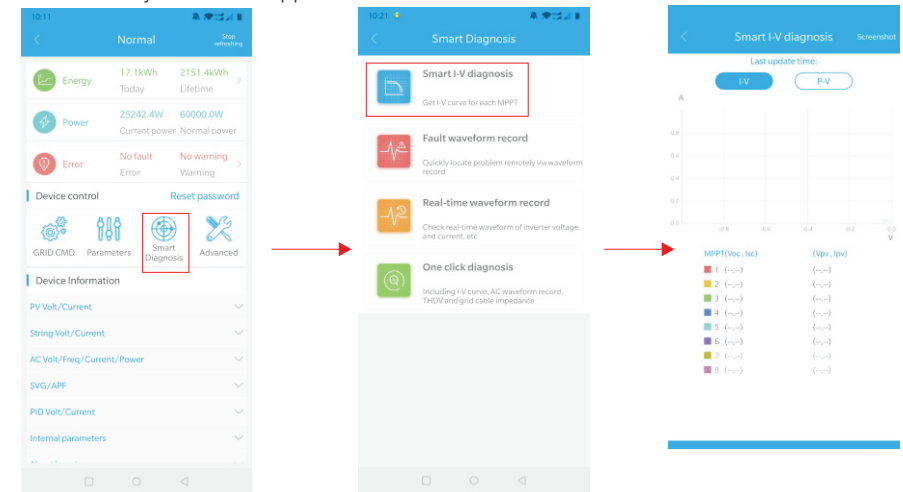 10:11
Normal
Stop
refreshing
Energy
17.1kWh
2151.4kWh
Today
Lifetime
Power
25242.4W
60000.0W
Current power
Normal power
Error
No fault
No warning
Error
Warning
Device control
Reset password
GRID CMD
Parameters
Smart
Diagnosis
Advanced
Device Information
PV Volt/Current
String Volt/Current
AC Volt/Freq/Current/Power
SVG/APF
PID Volt/Current
Internal parameters
10:21
Smart Diagnosis
Smart I-V diagnosis
Get I-V curve for each MPPT
Fault waveform record
Quickly locate problem remotely via waveform
record
Real-time waveform record
Check real-time waveform of inverter voltage
and current, etc
One click diagnosis
Including I-V curve, AC waveform record,
THDV and grid cable impedance
Smart I-V diagnosis
Screenshot
Last update time:
I-V
P-V
A
0.8
0.6
0.4
0.2
0.0
-0.8 -0.6 -0.4 -0.2 0.0
V
MPPT(Voc , Isc) (Vpv , Ipv)
1 (--,--) (--,--)
2 (--,--) (--,--)
3 (--,--) (--,--)
4 (--,--) (--,--)
5 (--,--) (--,--)
6 (--,--) (--,--)
7 (--,--) (--,--)
8 (--,--) (--,--)